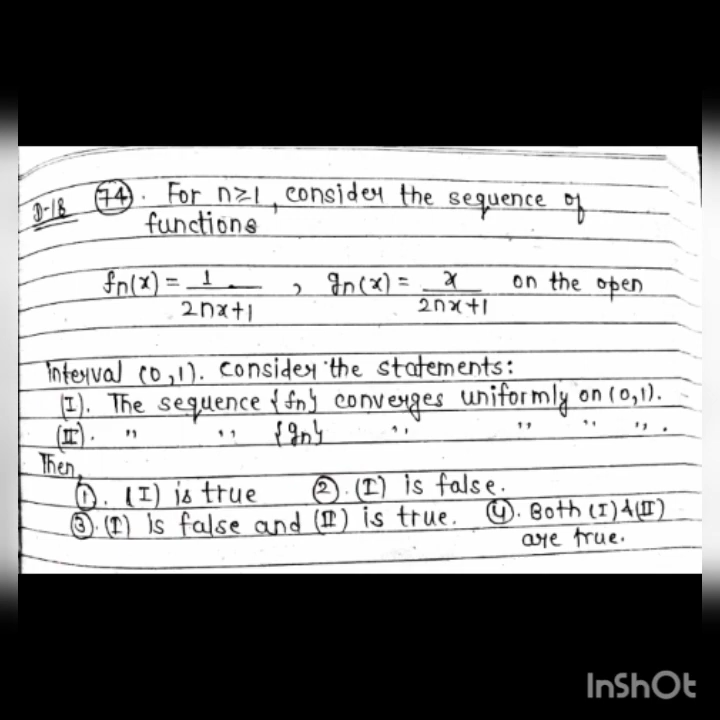 D-18 (74). For n≥1, consider the sequence of
functions
fn(x) = 1/(2nx+1) , gn(x) = x/(2nx+1) on the open
interval (0,1). Consider the statements:
(I). The sequence {fn} converges uniformly on (0,1).
(II). " " {gn} " " " " .
Then,
(1). (I) is true (2). (I) is false.
(3). (I) is false and (II) is true. (4). Both (I) & (II)
are true.
InShOt